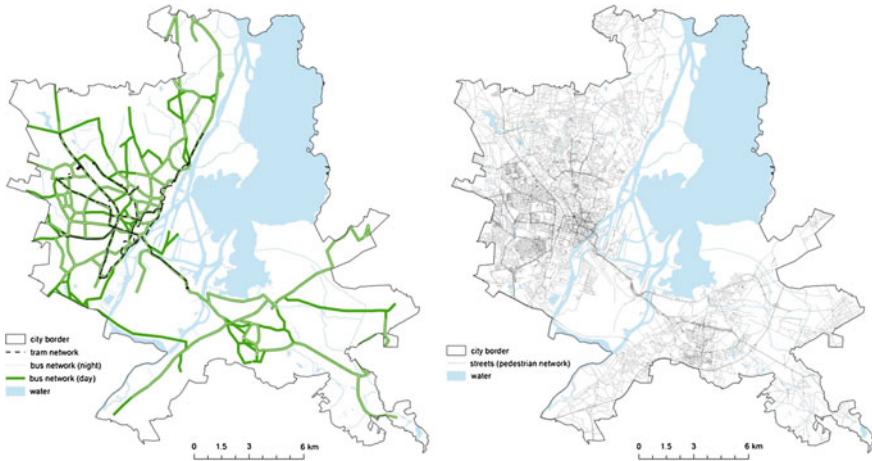 city border
tram network
bus network (night)
bus network (day)
water
0 1.5 3 6 km
city border
streets (pedestrian network)
water
0 1.5 3 6 km